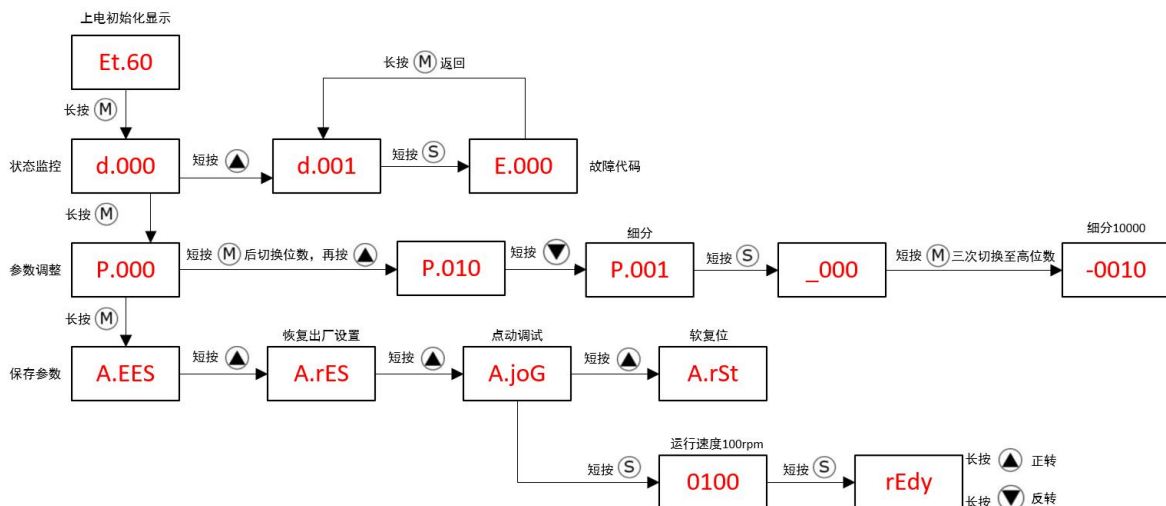 上电初始化显示
Et.60
长按 M
长按 M 返回
状态监控
d.000
短按 ▲
d.001
短按 S
E.000
故障代码
长按 M
参数调整
P.000
短按 M 后切换位数，再按 ▲
P.010
短按 ▼
细分
P.001
短按 S
_000
短按 M 三次切换至高位数
细分10000
-0010
长按 M
保存参数
A.EES
短按 ▲
恢复出厂设置
A.rES
短按 ▲
点动调试
A.joG
短按 ▲
软复位
A.rSt
短按 S
运行速度100rpm
0100
短按 S
rEdy
长按 ▲ 正转
长按 ▼ 反转